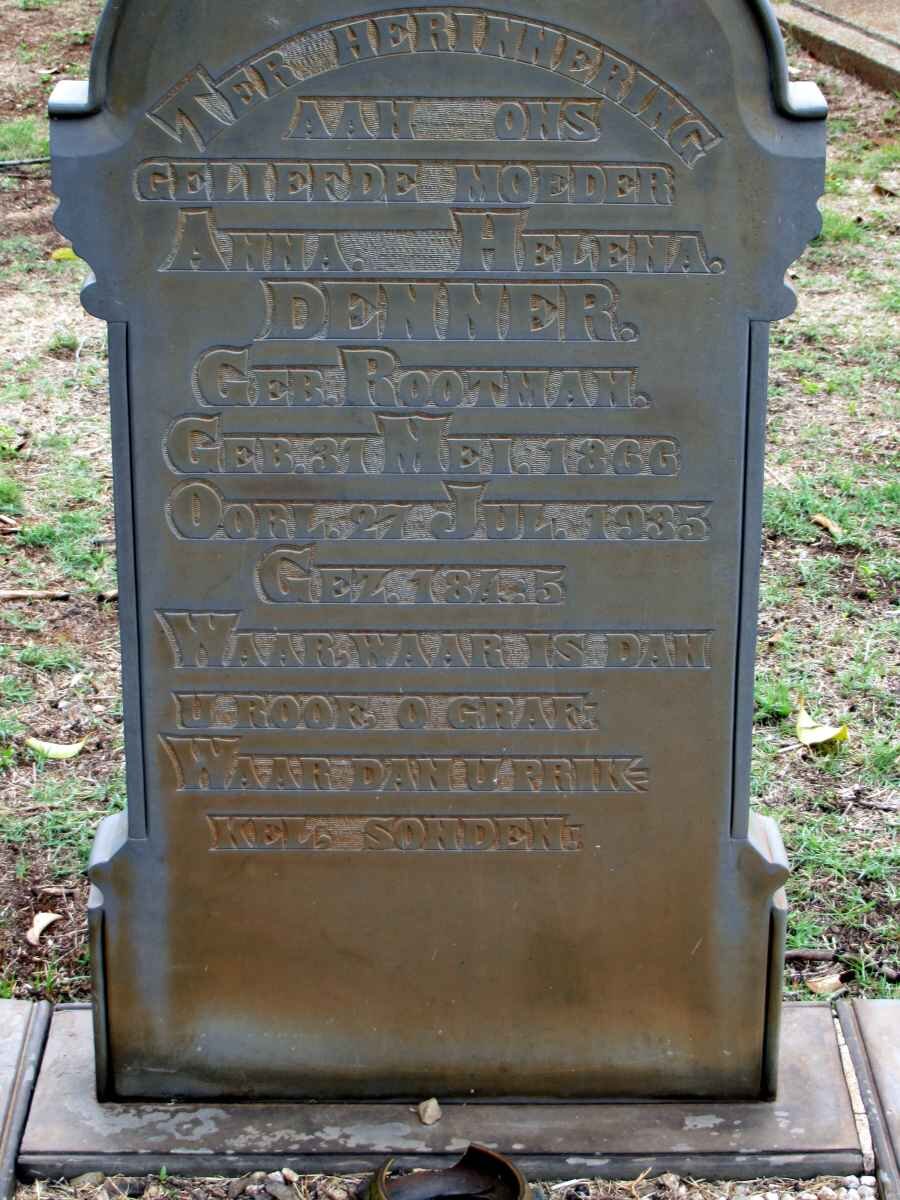 TER HERINNERING
AAN ONS
GELIEFDE MOEDER
ANNA. HELENA.
DENNER.
GEB. ROOTMAN.
GEB. 31 MEI. 1866
OORL. 27 JUL. 1935
GEZ. 184.5
WAAR, WAAR IS DAN
U ROOF, O GRAF!
WAAR DAN U PRIK
KEL, SONDEN!